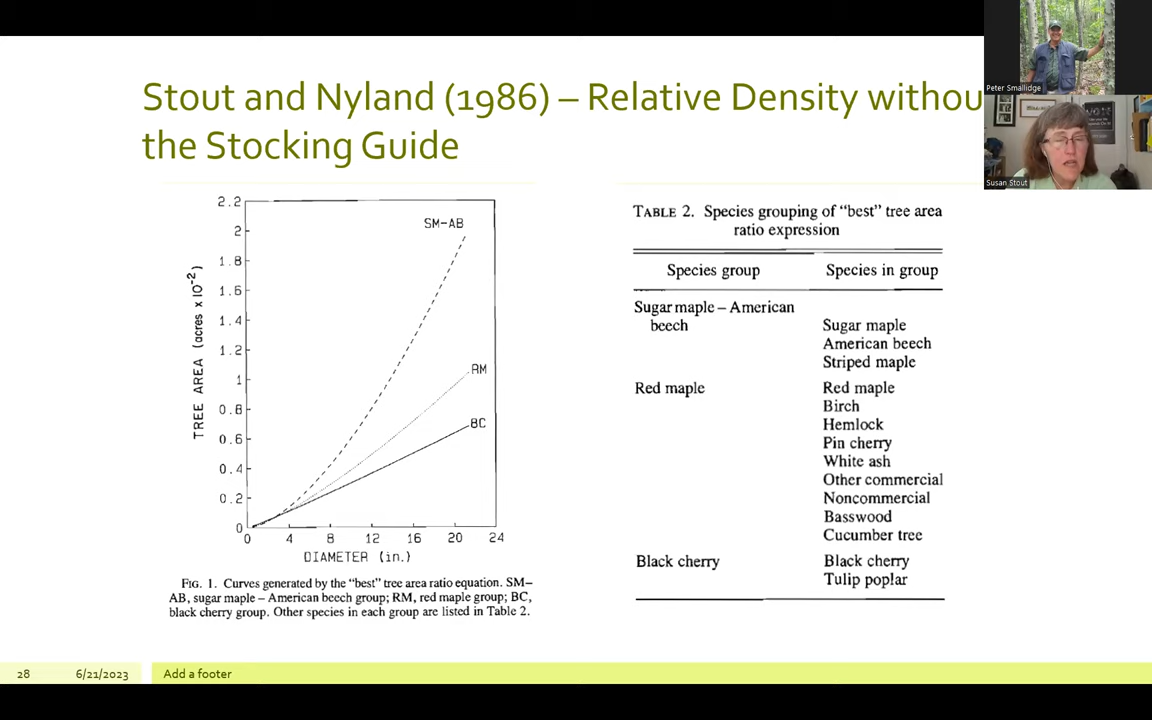 Stout and Nyland (1986) – Relative Density withou
the Stocking Guide
Peter Smallidge
Susan Stout
2.2
2
1.8
1.6
1.4
1.2
1
0.8
0.6
0.4
0.2
0
TREE AREA (acres x 10-2)
SM-AB
RM
BC
0 4 8 12 16 20 24
DIAMETER (in.)
FIG. 1. Curves generated by the “best” tree area ratio equation. SM–
AB, sugar maple – American beech group; RM, red maple group; BC,
black cherry group. Other species in each group are listed in Table 2.
TABLE 2. Species grouping of “best” tree area
ratio expression
Species group Species in group
Sugar maple – American
beech Sugar maple
American beech
Striped maple
Red maple Red maple
Birch
Hemlock
Pin cherry
White ash
Other commercial
Noncommercial
Basswood
Cucumber tree
Black cherry Black cherry
Tulip poplar
28 6/21/2023 Add a footer